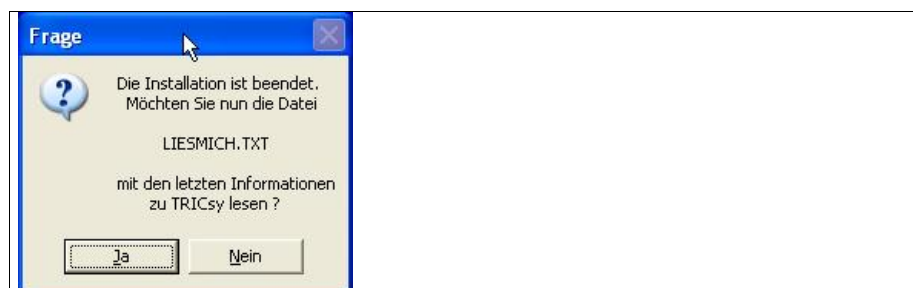 Frage
Die Installation ist beendet.
Möchten Sie nun die Datei
LIESMICH.TXT
mit den letzten Informationen
zu TRICsy lesen ?
Ja Nein